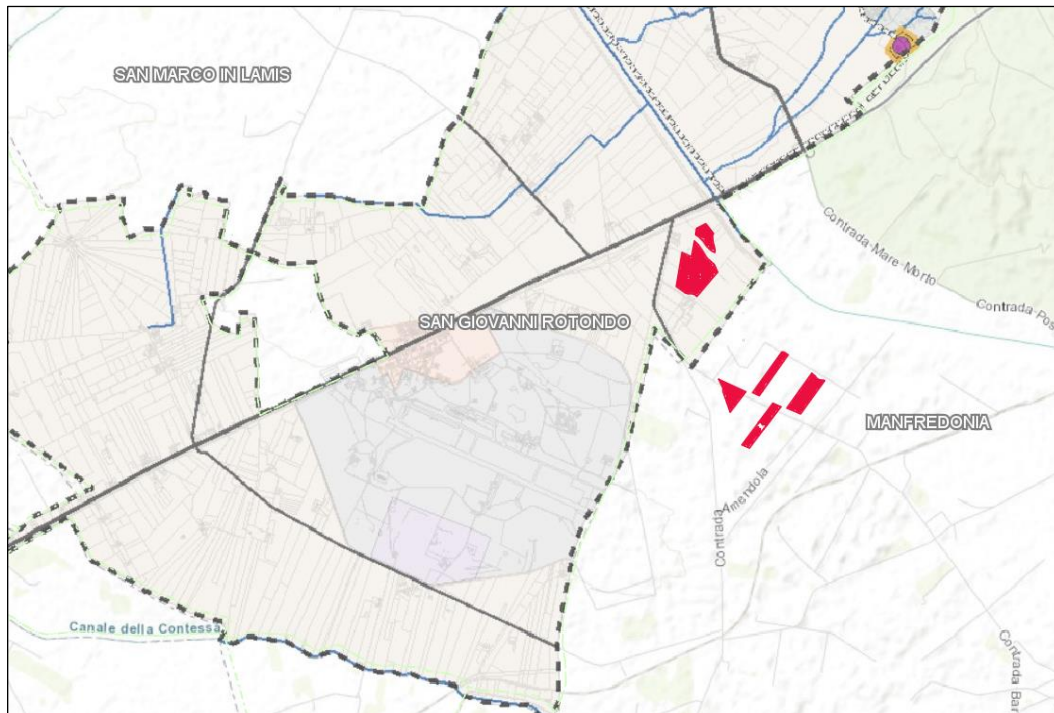 SAN MARCO IN LAMIS
Contrada-Mare-Morto
Contrada-Pos
SAN GIOVANNI ROTONDO
MANFREDONIA
Amendola
Contrada
Canale della Contessa
Contrada Bar